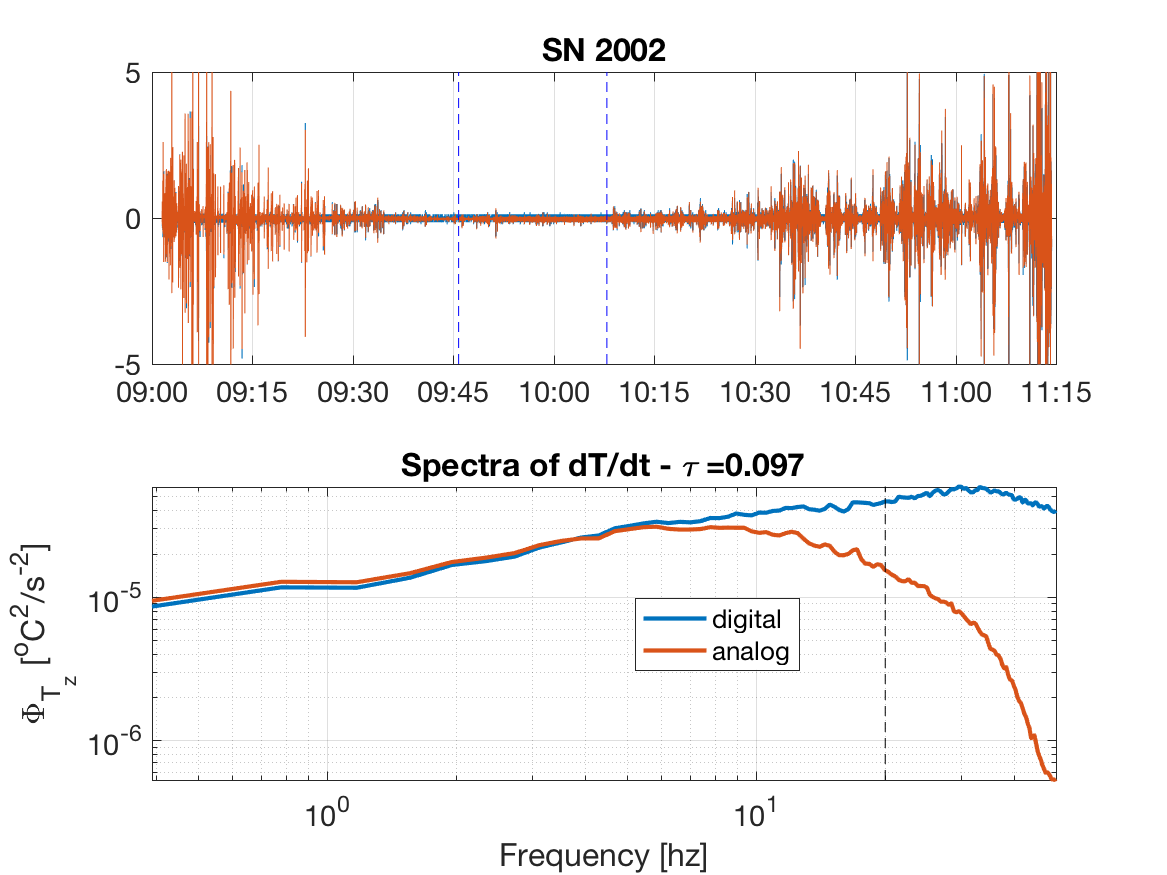 SN 2002
5
0
-5
09:00 09:15 09:30 09:45 10:00 10:15 10:30 10:45 11:00 11:15
Spectra of dT/dt - τ =0.097
10^-5
10^-6
Φ_T_z [°C^2/s^-2]
digital
analog
10^0 10^1
Frequency [hz]